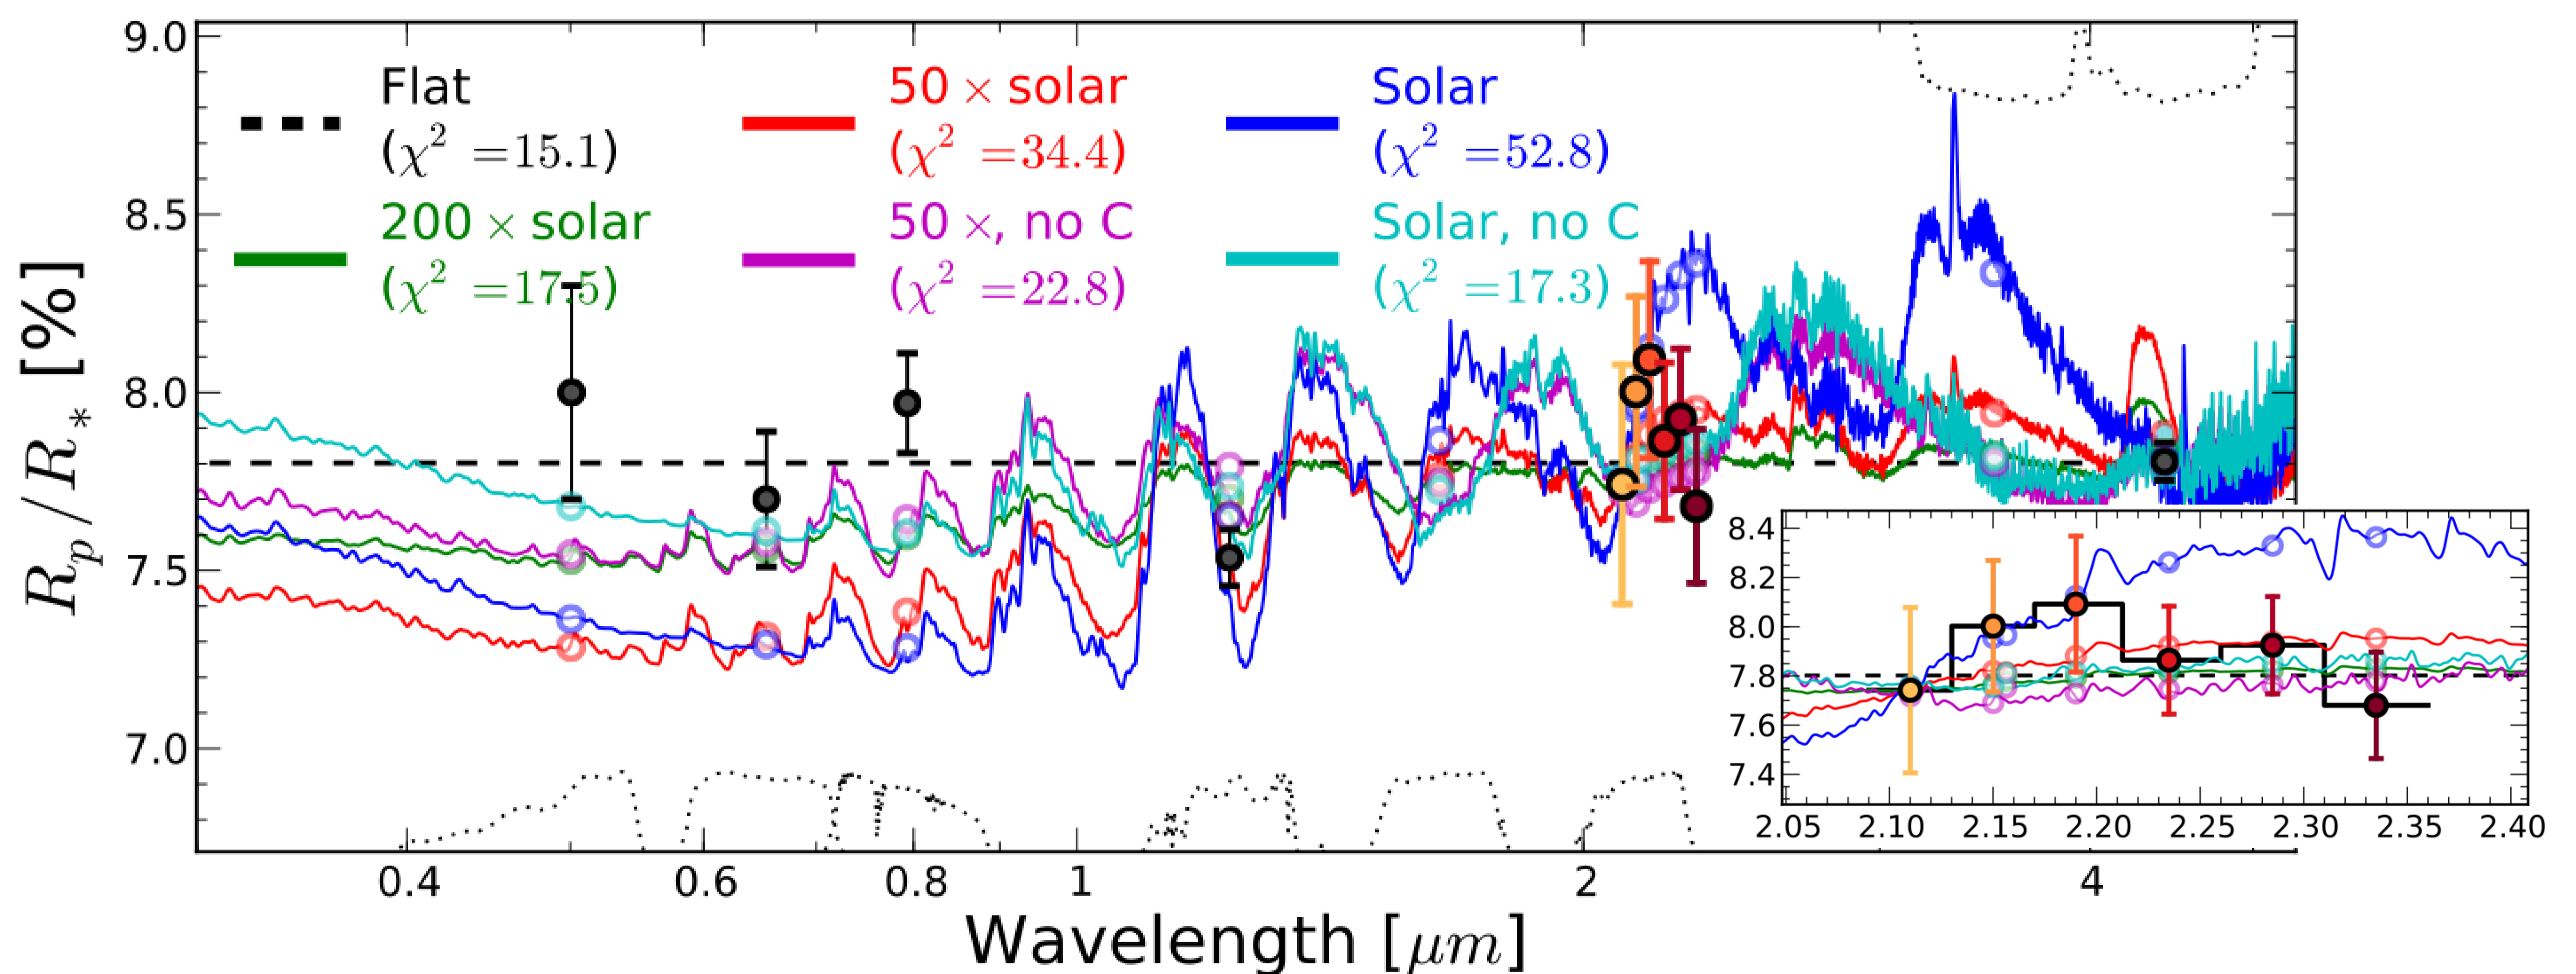 9.0
8.5
8.0
7.5
7.0
R_p/R_* [%]
Flat
(χ² =15.1)
200 × solar
(χ² =17.5)
50 × solar
(χ² =34.4)
50 ×, no C
(χ² =22.8)
Solar
(χ² =52.8)
Solar, no C
(χ² =17.3)
8.4
8.2
8.0
7.8
7.6
7.4
2.05 2.10 2.15 2.20 2.25 2.30 2.35 2.40
0.4 0.6 0.8 1 2 4
Wavelength [μm]